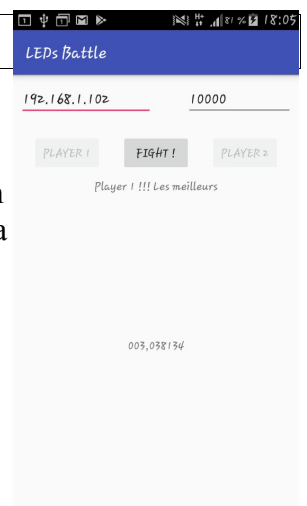 H+ 81% 18:05
LEDs Battle
192.168.1.102 10000
PLAYER 1 FIGHT ! PLAYER 2
Player 1 !!! Les meilleurs
a
003,038134